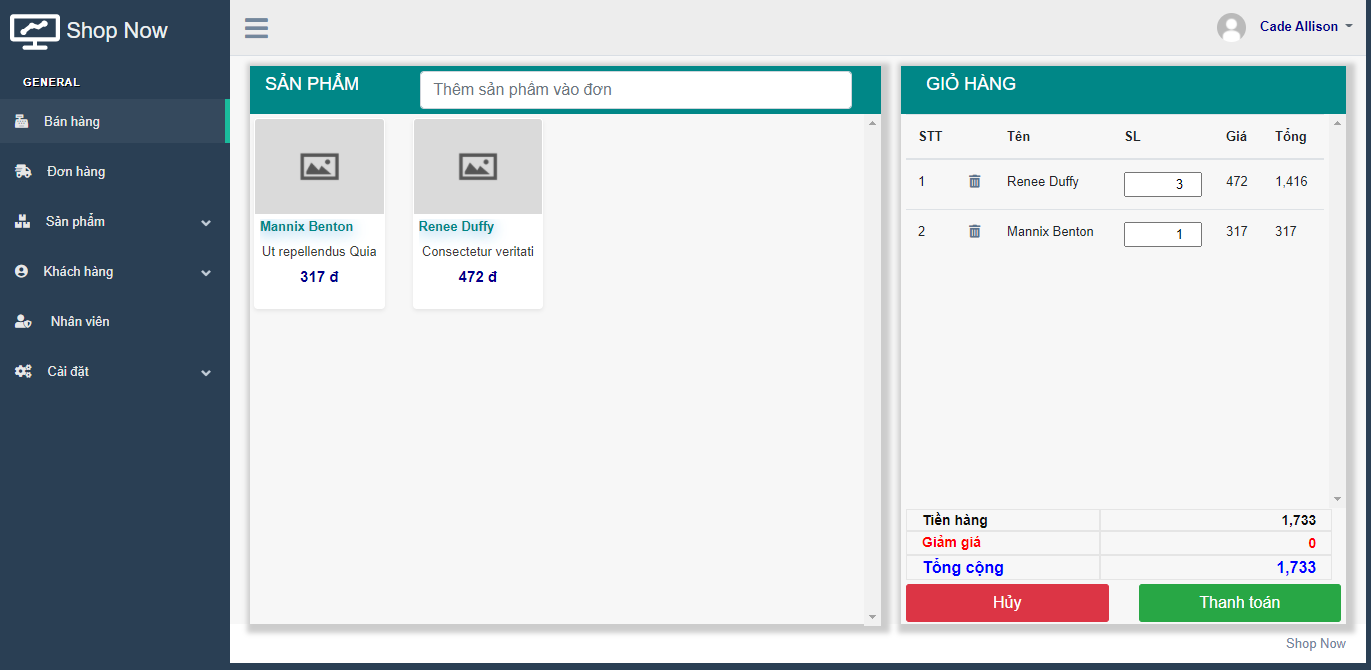 Shop Now
Cade Allison
GENERAL
Bán hàng
Đơn hàng
Sản phẩm
Khách hàng
Nhân viên
Cài đặt
SẢN PHẨM
Thêm sản phẩm vào đơn
Mannix Benton
Ut repellendus Quia
317 đ
Renee Duffy
Consectetur veritati
472 đ
GIỎ HÀNG
STT Tên SL Giá Tổng
1 Renee Duffy 3 472 1,416
2 Mannix Benton 1 317 317
Tiền hàng 1,733
Giảm giá 0
Tổng cộng 1,733
Hủy Thanh toán
Shop Now